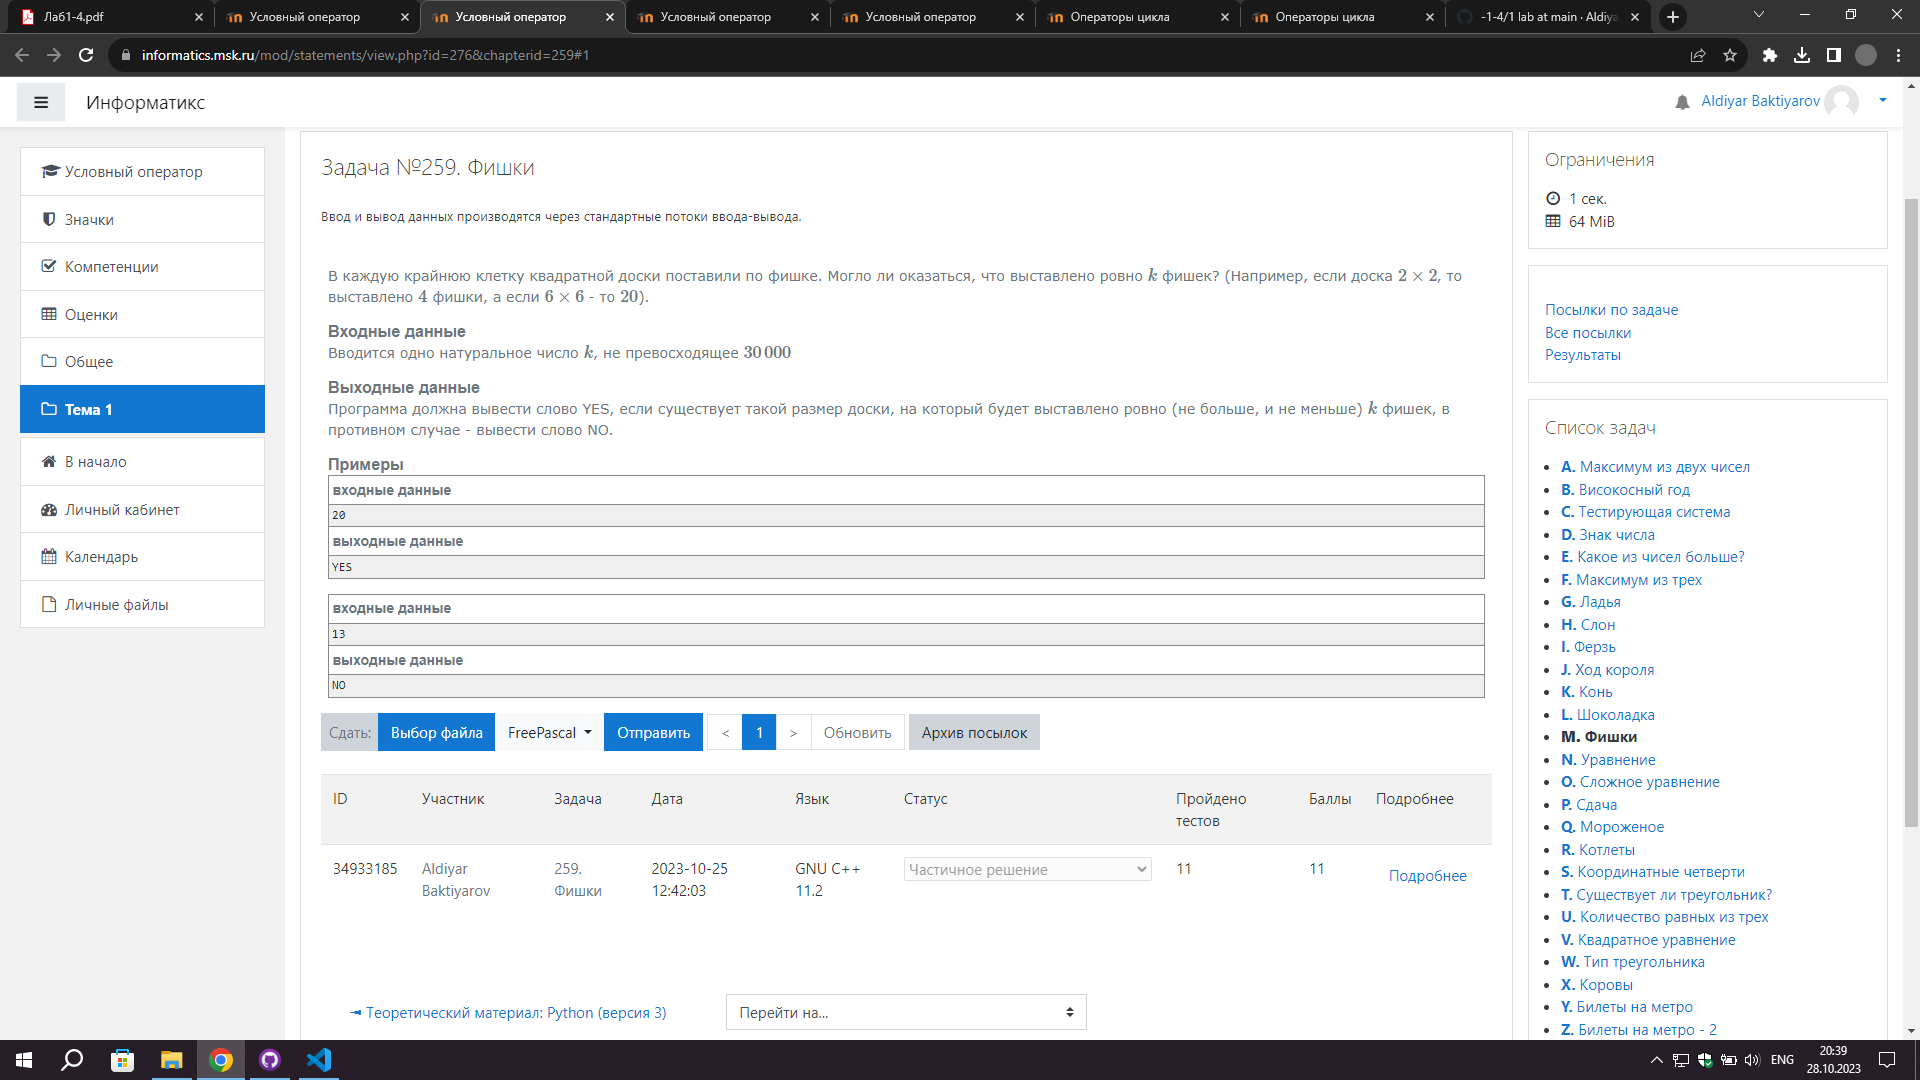 Лаб1-4.pdf
Условный оператор
Условный оператор
Условный оператор
Условный оператор
Операторы цикла
Операторы цикла
-1-4/1 lab at main · Aldiya
informatics.msk.ru/mod/statements/view.php?id=276&chapterid=259#1
Информатикс
Aldiyar Baktiyarov
Условный оператор
Значки
Компетенции
Оценки
Общее
Тема 1
В начало
Личный кабинет
Календарь
Личные файлы
Задача №259. Фишки
Ввод и вывод данных производятся через стандартные потоки ввода-вывода.
В каждую крайнюю клетку квадратной доски поставили по фишке. Могло ли оказаться, что выставлено ровно k фишек? (Например, если доска 2 × 2, то
выставлено 4 фишки, а если 6 × 6 - то 20).
Входные данные
Вводится одно натуральное число k, не превосходящее 30 000
Выходные данные
Программа должна вывести слово YES, если существует такой размер доски, на который будет выставлено ровно (не больше, и не меньше) k фишек, в
противном случае - вывести слово NO.
Примеры
входные данные
20
выходные данные
YES
входные данные
13
выходные данные
NO
Сдать: Выбор файла FreePascal Отправить < 1 > Обновить Архив посылок
ID Участник Задача Дата Язык Статус Пройдено тестов Баллы Подробнее
34933185 Aldiyar Baktiyarov 259. Фишки 2023-10-25 12:42:03 GNU C++ 11.2 Частичное решение 11 11 Подробнее
◄ Теоретический материал: Python (версия 3)
Перейти на...
Ограничения
1 сек.
64 MiB
Посылки по задаче
Все посылки
Результаты
Список задач
A. Максимум из двух чисел
B. Високосный год
C. Тестирующая система
D. Знак числа
E. Какое из чисел больше?
F. Максимум из трех
G. Ладья
H. Слон
I. Ферзь
J. Ход короля
K. Конь
L. Шоколадка
M. Фишки
N. Уравнение
O. Сложное уравнение
P. Сдача
Q. Мороженое
R. Котлеты
S. Координатные четверти
T. Существует ли треугольник?
U. Количество равных из трех
V. Квадратное уравнение
W. Тип треугольника
X. Коровы
Y. Билеты на метро
Z. Билеты на метро - 2
ENG
20:39
28.10.2023